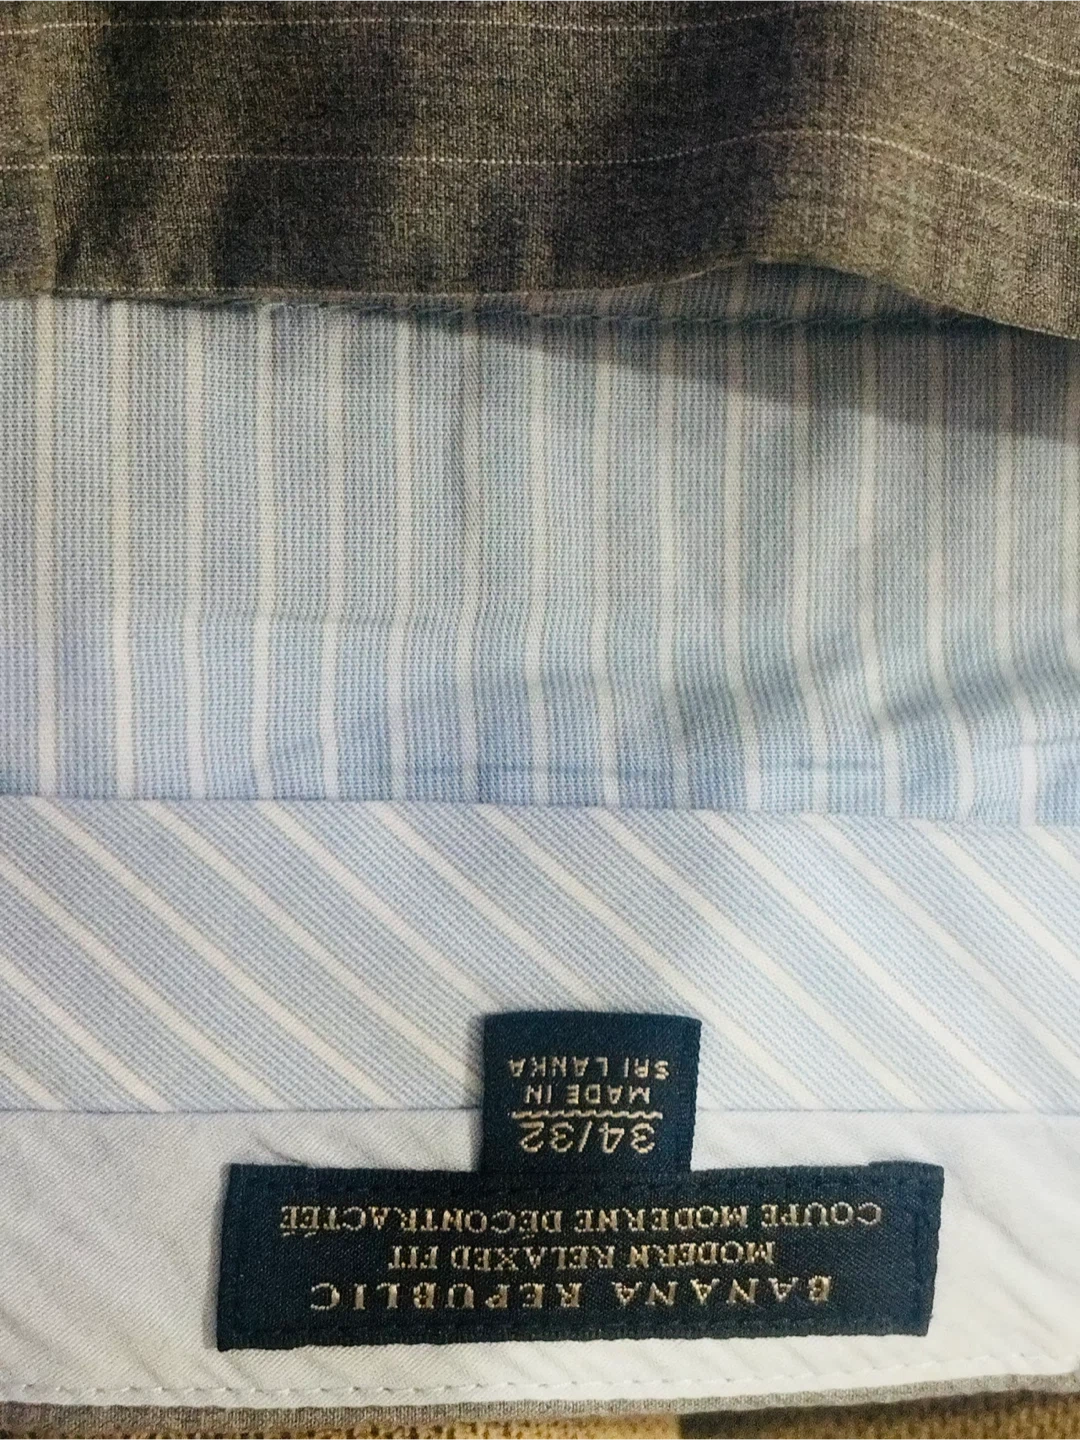 BANANA REPUBLIC
MODERN RELAXED FIT
COUPE MODERNE DÉCONTRACTÉE
34/32
MADE IN
SRI LANKA